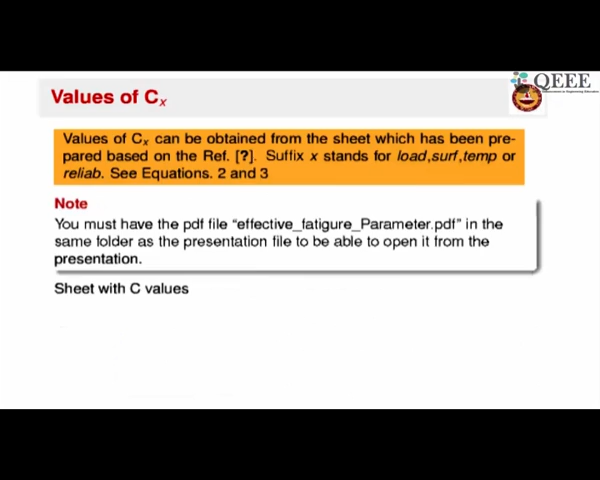 QEEE
Values of Cx
Values of Cx can be obtained from the sheet which has been pre-
pared based on the Ref. [?]. Suffix x stands for load,surf,temp or
reliab. See Equations. 2 and 3
Note
You must have the pdf file “effective_fatigure_Parameter.pdf” in the
same folder as the presentation file to be able to open it from the
presentation.
Sheet with C values